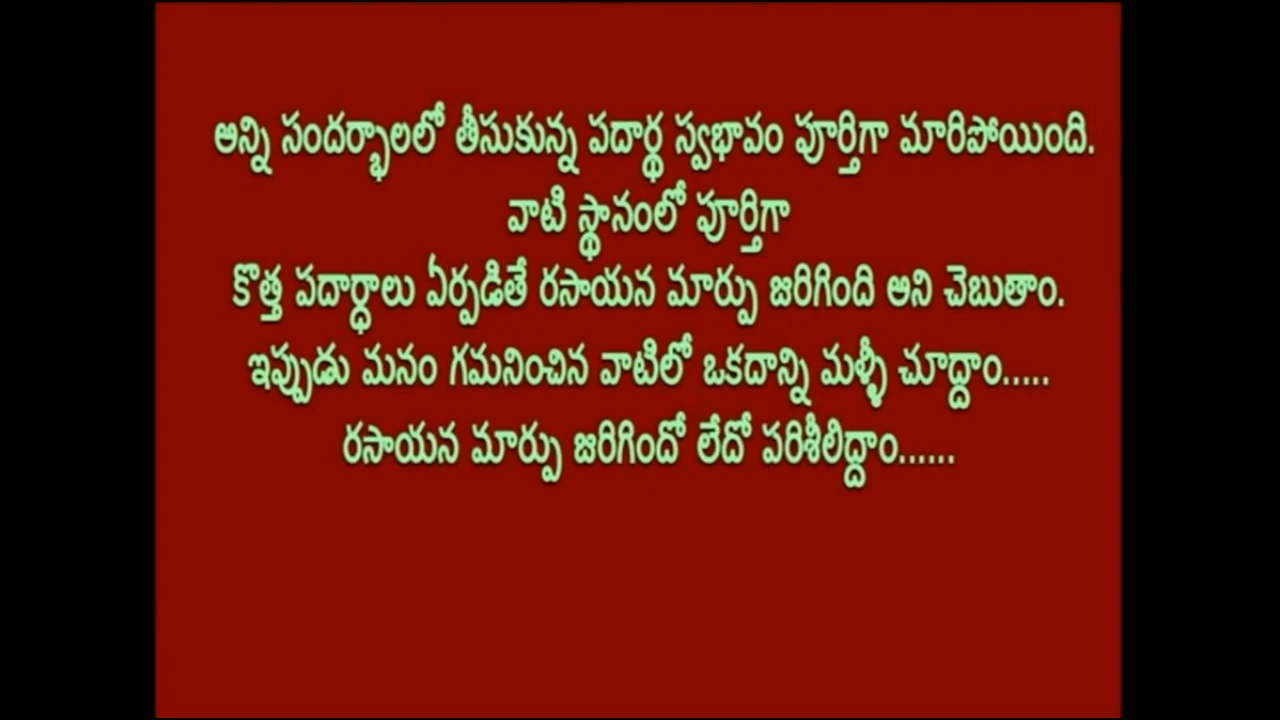 అన్ని సందర్భాలలో తీసుకున్న పదార్థ స్వభావం పూర్తిగా మారిపోయింది.
వాటి స్థానంలో పూర్తిగా
కొత్త పదార్థాలు ఏర్పడితే రసాయన మార్పు జరిగింది అని చెబుతాం.
ఇప్పుడు మనం గమనించిన వాటిలో ఒకదాన్ని మళ్ళీ చూద్దాం.....
రసాయన మార్పు జరిగిందో లేదో పరిశీలిద్దాం......